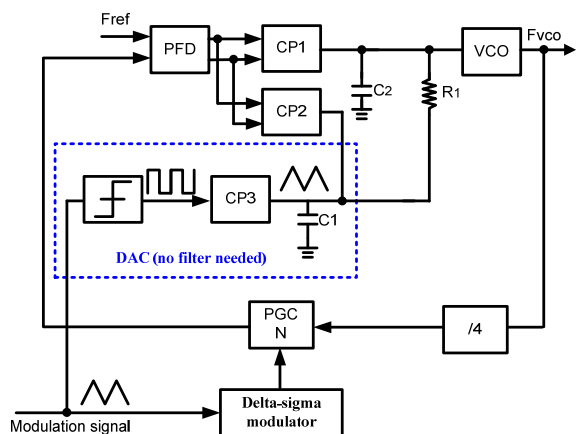 Fref
PFD
CP1
CP2
C2
R1
VCO
Fvco
CP3
C1
DAC (no filter needed)
PGC
N
/4
Delta-sigma
modulator
Modulation signal